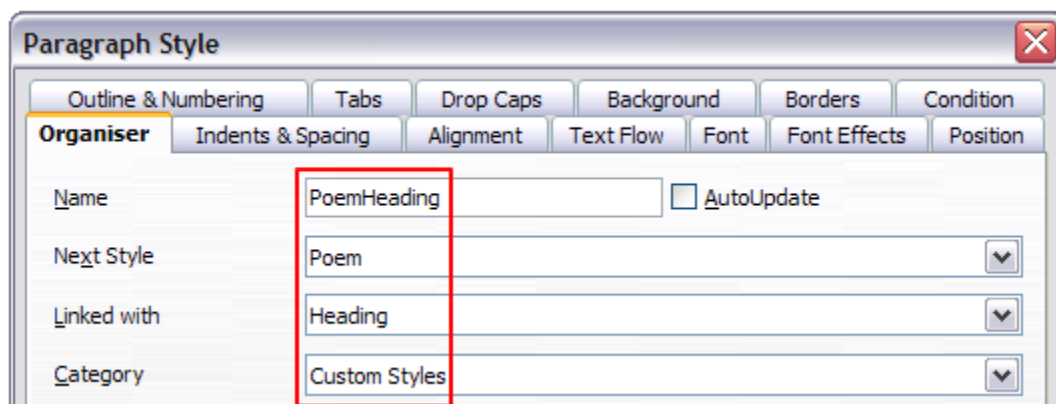 Paragraph Style
Outline & Numbering Tabs Drop Caps Background Borders Condition
Organiser Indents & Spacing Alignment Text Flow Font Font Effects Position
Name PoemHeading AutoUpdate
Next Style Poem
Linked with Heading
Category Custom Styles